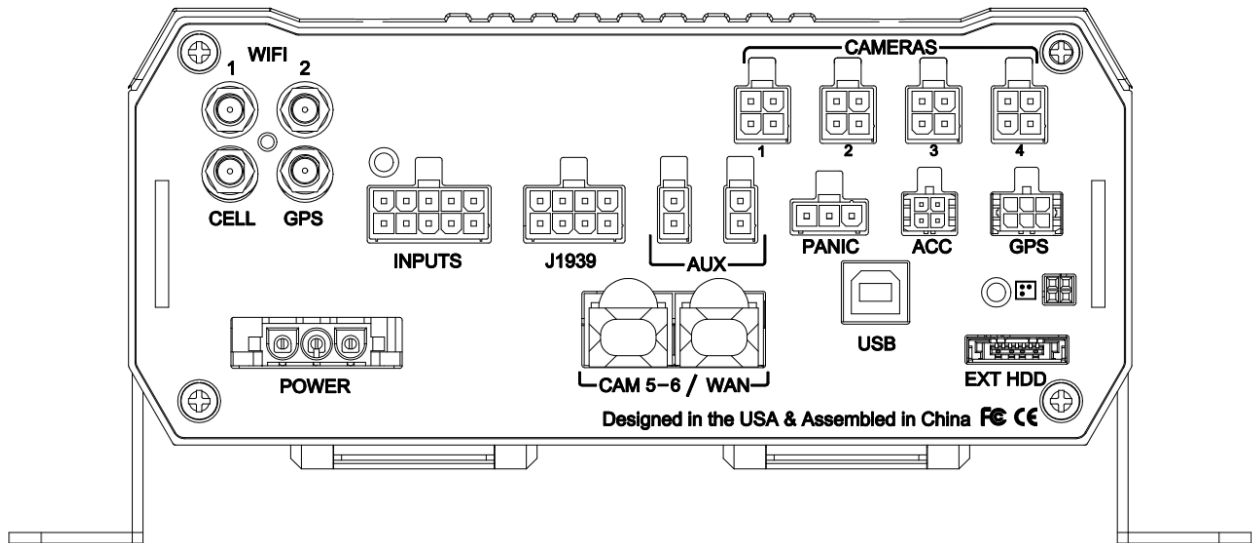 WIFI
1 2
CAMERAS
1 2 3 4
CELL GPS
INPUTS
J1939
AUX
PANIC
ACC
GPS
USB
POWER
CAM 5-6 / WAN
EXT HDD
Designed in the USA & Assembled in China FC CE